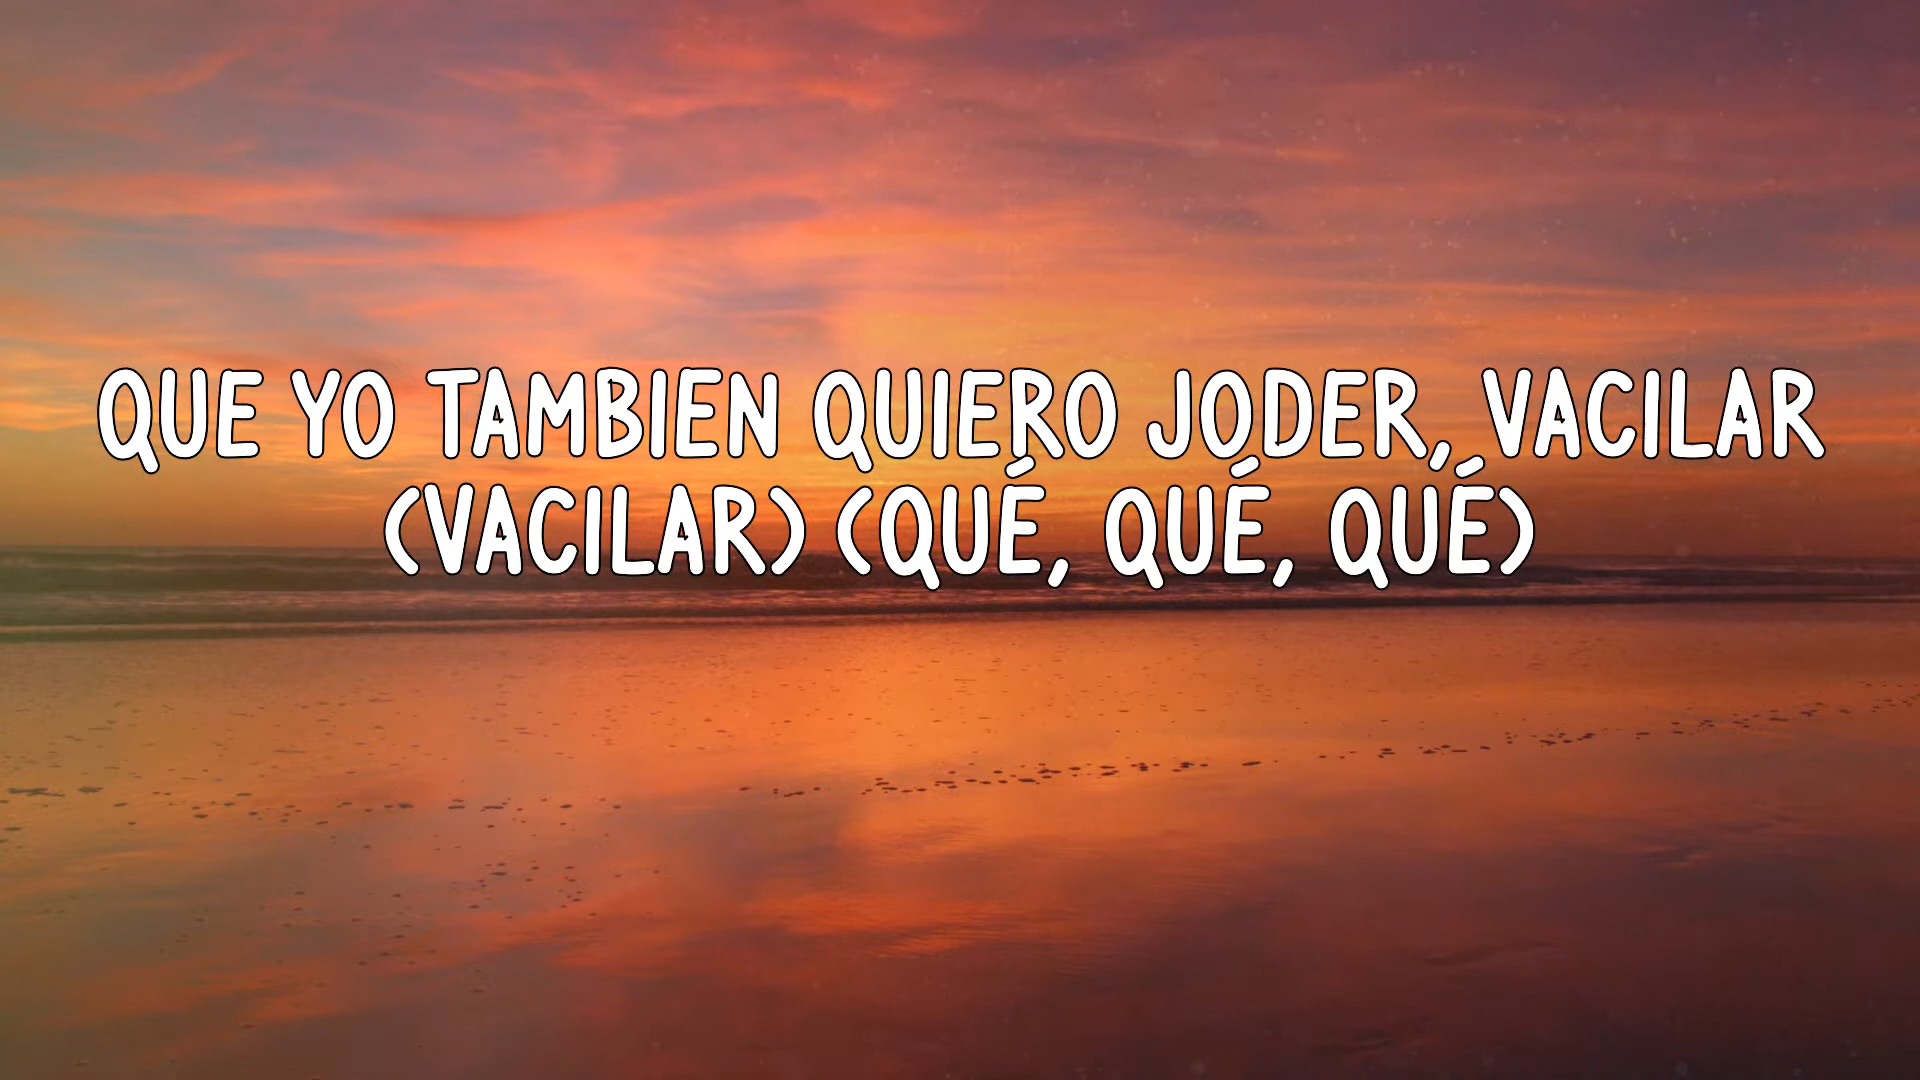 QUE YO TAMBIEN QUIERO JODER, VACILAR
(VACILAR) (QUÉ, QUÉ, QUÉ)